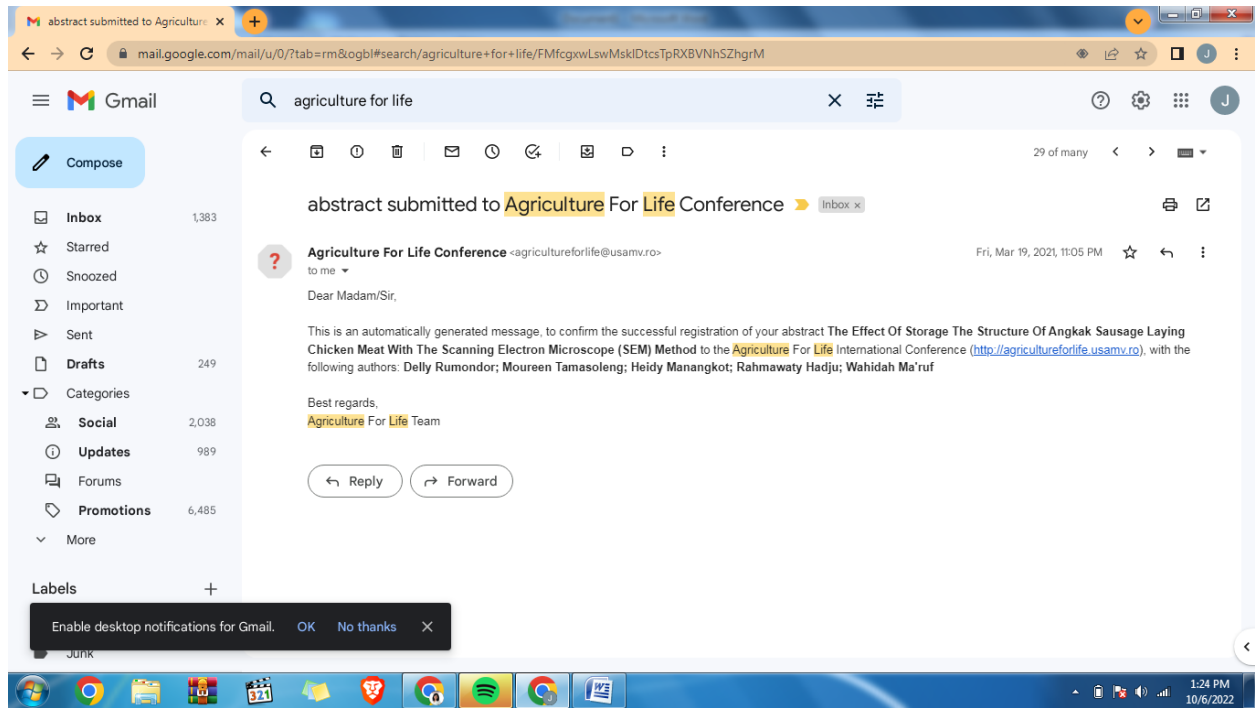 abstract submitted to Agriculture
mail.google.com/mail/u/0/?tab=rm&ogbl#search/agriculture+for+life/FMfcgxwLswMsklDtcsTpRXBVNhSZhgrM
J
Gmail
agriculture for life
J
Compose
29 of many
Inbox 1,383
Starred
Snoozed
Important
Sent
Drafts 249
Categories
Social 2,038
Updates 989
Forums
Promotions 6,485
More
Labels
abstract submitted to Agriculture For Life Conference Inbox x
Agriculture For Life Conference <agricultureforlife@usamv.ro> Fri, Mar 19, 2021, 11:05 PM
to me
Dear Madam/Sir,
This is an automatically generated message, to confirm the successful registration of your abstract The Effect Of Storage The Structure Of Angkak Sausage Laying
Chicken Meat With The Scanning Electron Microscope (SEM) Method to the Agriculture For Life International Conference (http://agricultureforlife.usamv.ro), with the
following authors: Delly Rumondor; Moureen Tamasoleng; Heidy Manangkot; Rahmawaty Hadju; Wahidah Ma'ruf
Best regards,
Agriculture For Life Team
Reply Forward
Enable desktop notifications for Gmail. OK No thanks
Junk
321
1:24 PM
10/6/2022